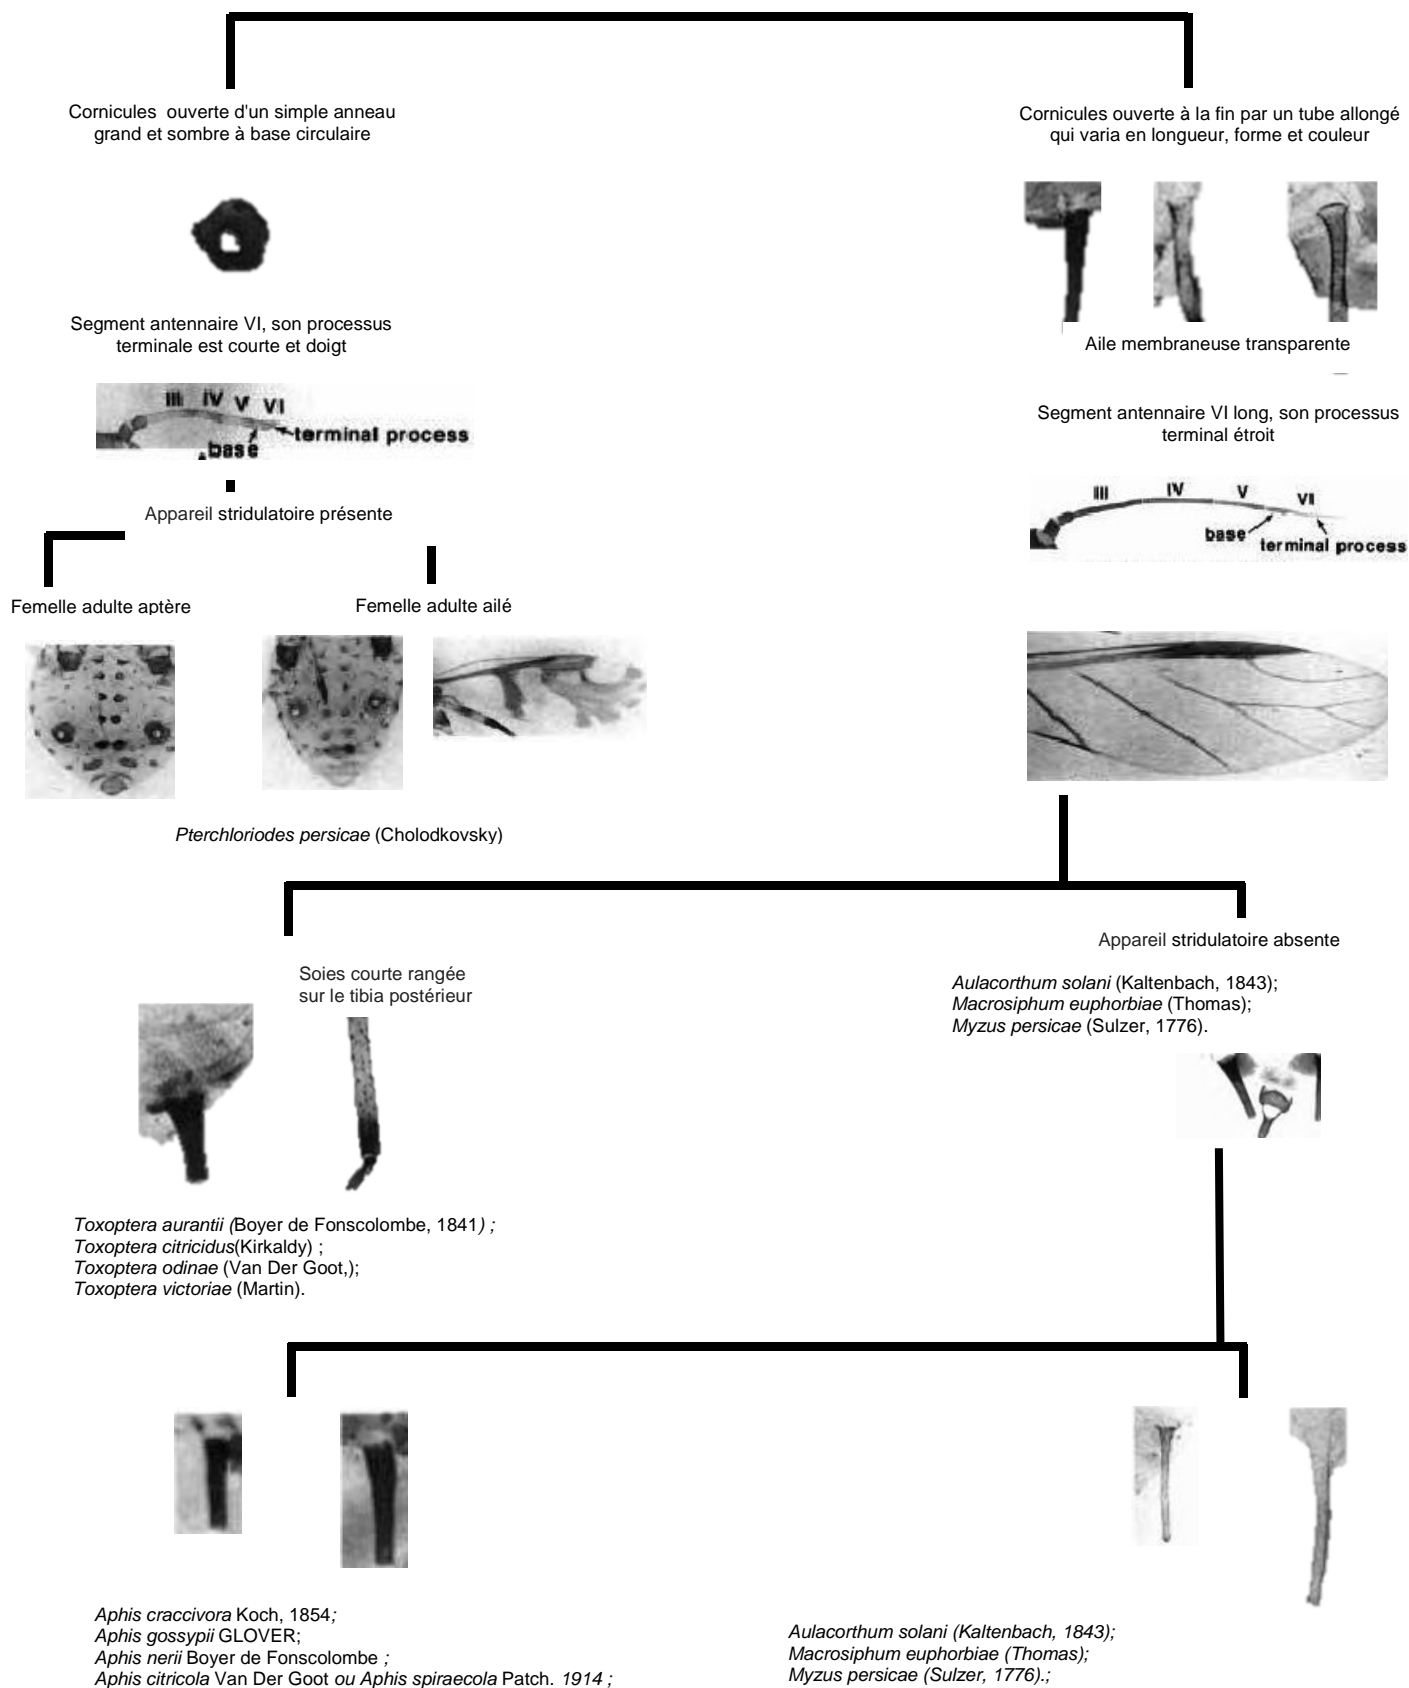 Cornicules ouverte d'un simple anneau
grand et sombre à base circulaire
Cornicules ouverte à la fin par un tube allongé
qui varia en longueur, forme et couleur
Segment antennaire VI, son processus
terminale est courte et doigt
Aile membraneuse transparente
III IV V VI
base
terminal process
Segment antennaire VI long, son processus
terminal étroit
III IV V VI
base
terminal process
Appareil stridulatoire présente
Femelle adulte aptère
Femelle adulte ailé
Pterchloriodes persicae (Cholodkovsky)
Appareil stridulatoire absente
Soies courte rangée
sur le tibia postérieur
Aulacorthum solani (Kaltenbach, 1843);
Macrosiphum euphorbiae (Thomas);
Myzus persicae (Sulzer, 1776).
Toxoptera aurantii (Boyer de Fonscolombe, 1841) ;
Toxoptera citricidus(Kirkaldy) ;
Toxoptera odinae (Van Der Goot,);
Toxoptera victoriae (Martin).
Aphis craccivora Koch, 1854;
Aphis gossypii GLOVER;
Aphis nerii Boyer de Fonscolombe ;
Aphis citricola Van Der Goot ou Aphis spiraecola Patch. 1914 ;
Aulacorthum solani (Kaltenbach, 1843);
Macrosiphum euphorbiae (Thomas);
Myzus persicae (Sulzer, 1776).;